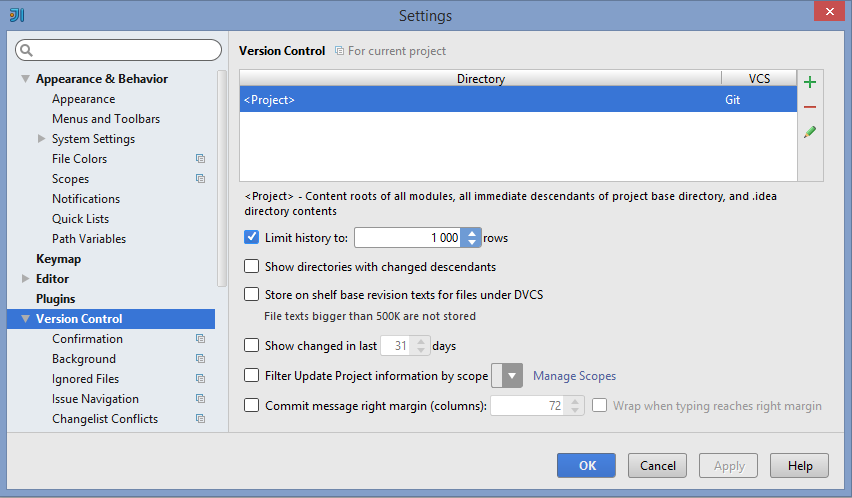 Settings
Version Control For current project
Appearance & Behavior
Appearance
Menus and Toolbars
System Settings
File Colors
Scopes
Notifications
Quick Lists
Path Variables
Keymap
Editor
Plugins
Version Control
Confirmation
Background
Ignored Files
Issue Navigation
Changelist Conflicts
Directory VCS
<Project> Git
<Project> - Content roots of all modules, all immediate descendants of project base directory, and .idea
directory contents
Limit history to: 1 000 rows
Show directories with changed descendants
Store on shelf base revision texts for files under DVCS
File texts bigger than 500K are not stored
Show changed in last 31 days
Filter Update Project information by scope Manage Scopes
Commit message right margin (columns): 72 Wrap when typing reaches right margin
OK Cancel Apply Help